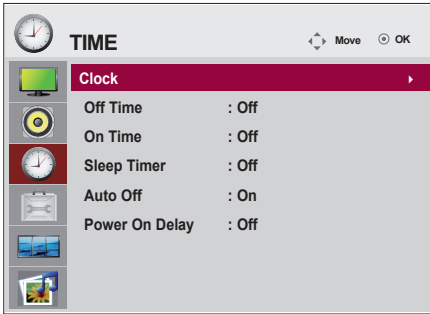 TIME Move OK
Clock
Off Time : Off
On Time : Off
Sleep Timer : Off
Auto Off : On
Power On Delay : Off